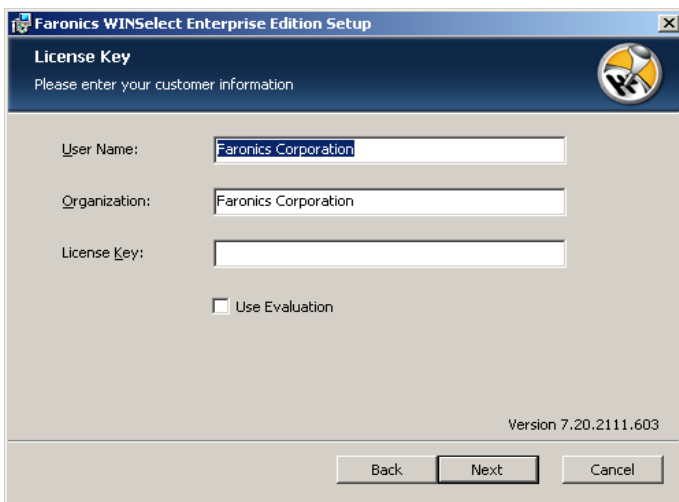 Faronics WINSelect Enterprise Edition Setup
License Key
Please enter your customer information
User Name: Faronics Corporation
Organization: Faronics Corporation
License Key:
Use Evaluation
Version 7.20.2111.603
Back Next Cancel